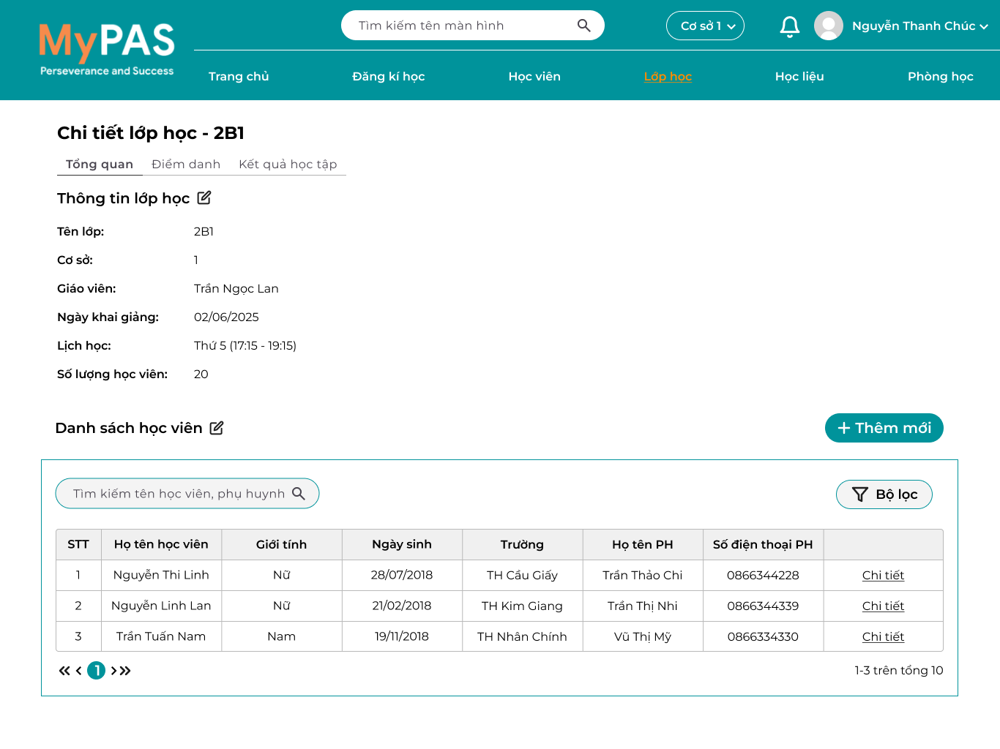 MyPAS
Perseverance and Success
Tìm kiếm tên màn hình
Cơ sở 1
Nguyễn Thanh Chúc
Trang chủ
Đăng kí học
Học viên
Lớp học
Học liệu
Phòng học
Chi tiết lớp học - 2B1
Tổng quan
Điểm danh
Kết quả học tập
Thông tin lớp học
Tên lớp: 2B1
Cơ sở: 1
Giáo viên: Trần Ngọc Lan
Ngày khai giảng: 02/06/2025
Lịch học: Thứ 5 (17:15 - 19:15)
Số lượng học viên: 20
Danh sách học viên
+ Thêm mới
Tìm kiếm tên học viên, phụ huynh
Bộ lọc
STT Họ tên học viên Giới tính Ngày sinh Trường Họ tên PH Số điện thoại PH
1 Nguyễn Thi Linh Nữ 28/07/2018 TH Cầu Giấy Trần Thảo Chi 0866344228 Chi tiết
2 Nguyễn Linh Lan Nữ 21/02/2018 TH Kim Giang Trần Thị Nhi 0866344339 Chi tiết
3 Trần Tuấn Nam Nam 19/11/2018 TH Nhân Chính Vũ Thị Mỹ 0866334330 Chi tiết
1
1-3 trên tổng 10